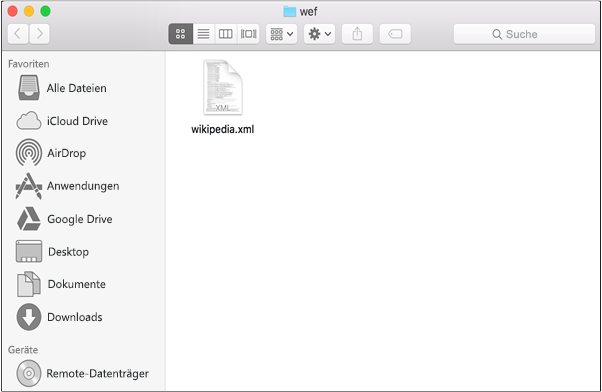 wef
Suche
Favoriten
Alle Dateien
iCloud Drive
AirDrop
Anwendungen
Google Drive
Desktop
Dokumente
Downloads
Geräte
Remote-Datenträger
XML
wikipedia.xml